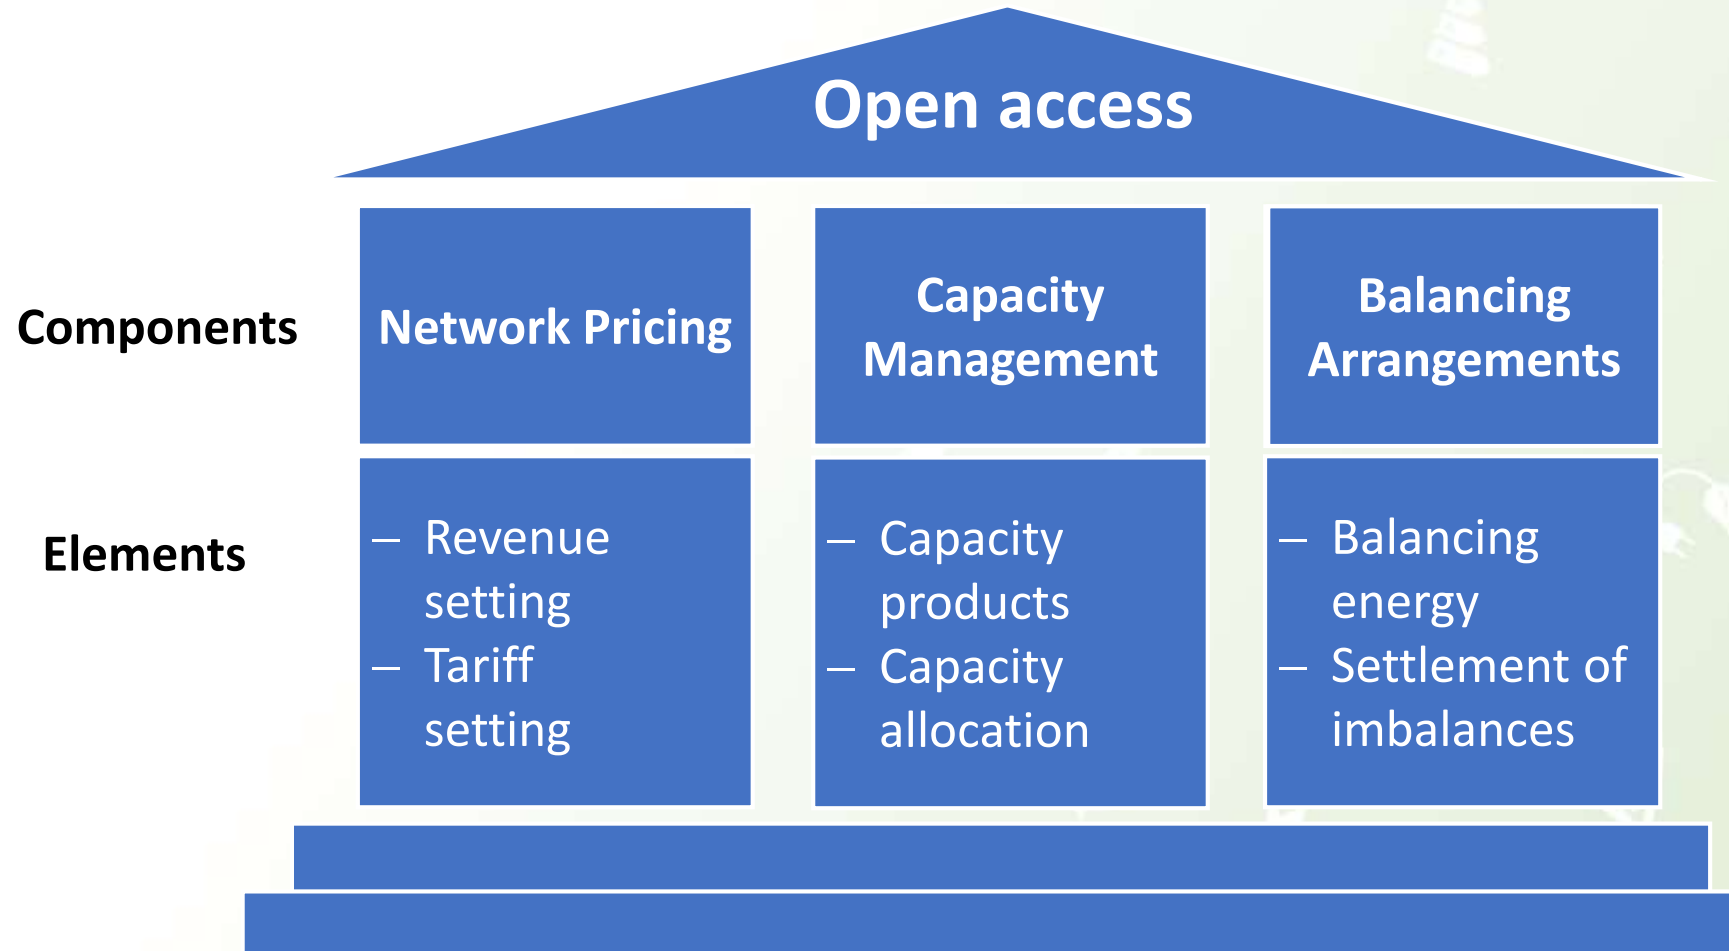 Open access
Components
Network Pricing
Capacity
Management
Balancing
Arrangements
Elements
– Revenue
setting
– Tariff
setting
– Capacity
products
– Capacity
allocation
– Balancing
energy
– Settlement of
imbalances